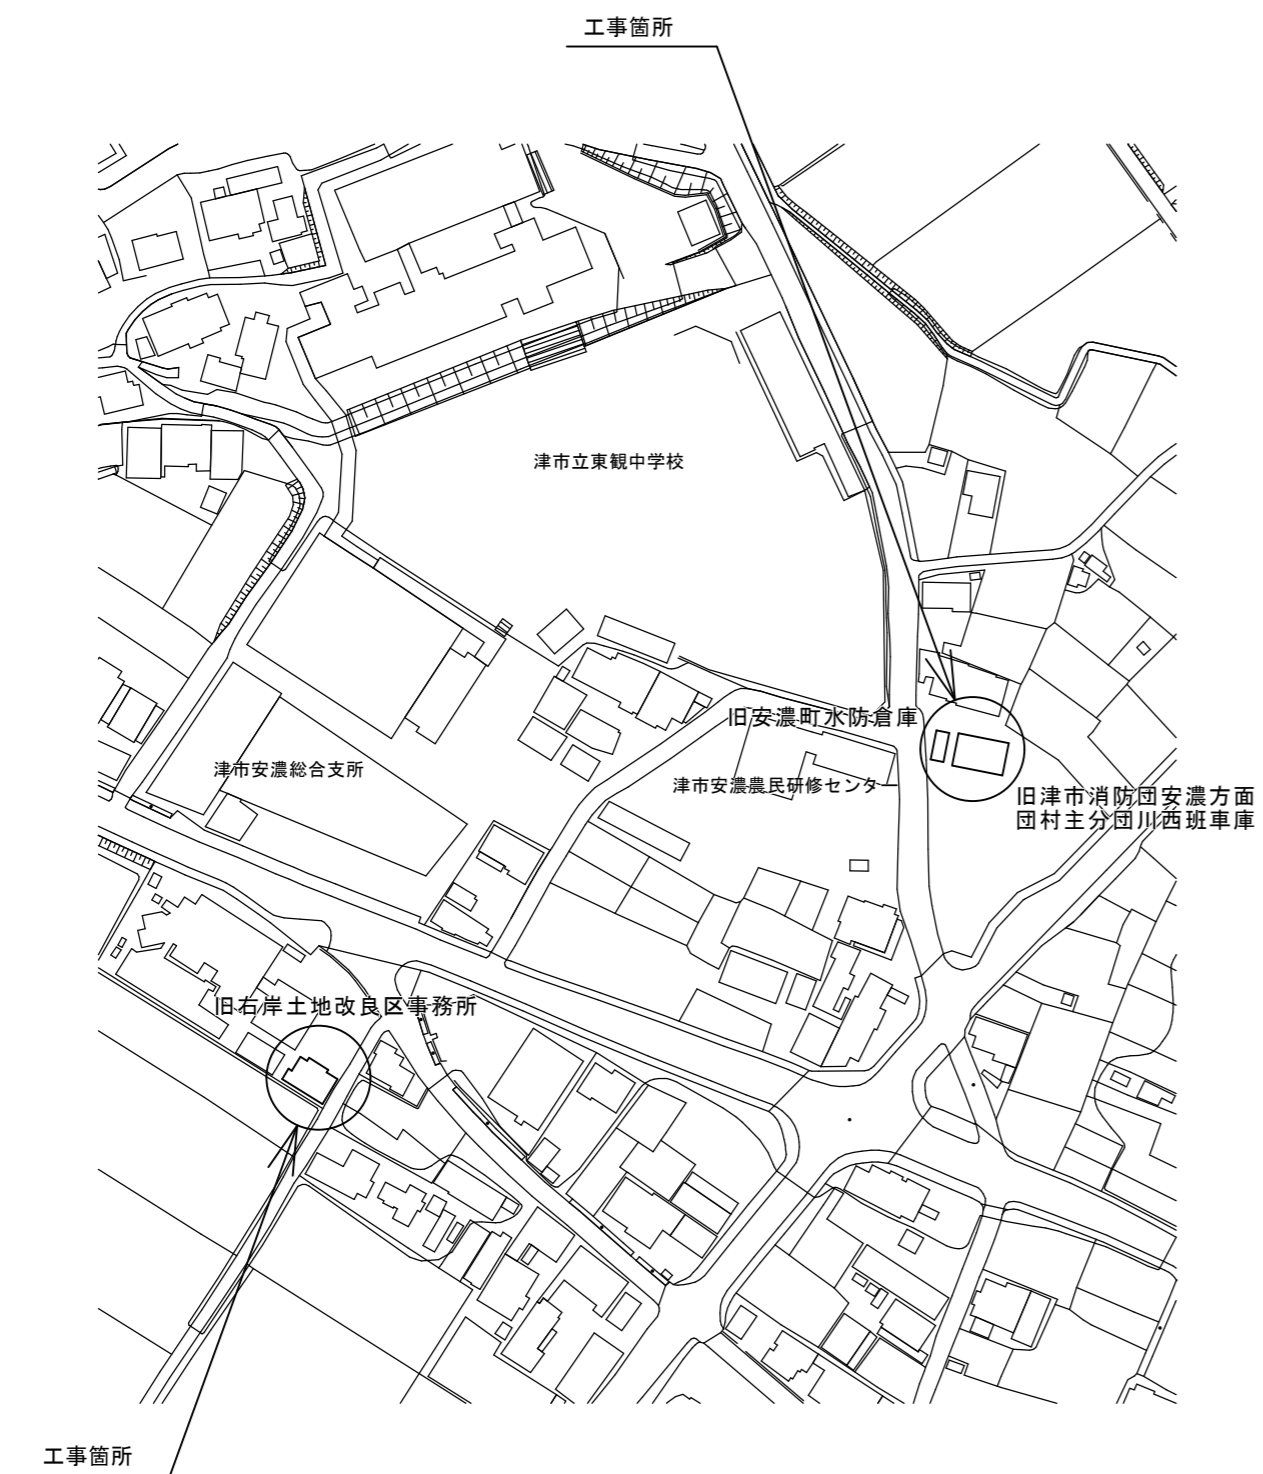 工事箇所
津市立東観中学校
旧安濃町水防倉庫
津市安濃総合支所
津市安濃農民研修センター
旧津市消防団安濃方面
団村主分団川西班車庫
旧右岸土地改良区事務所
工事箇所